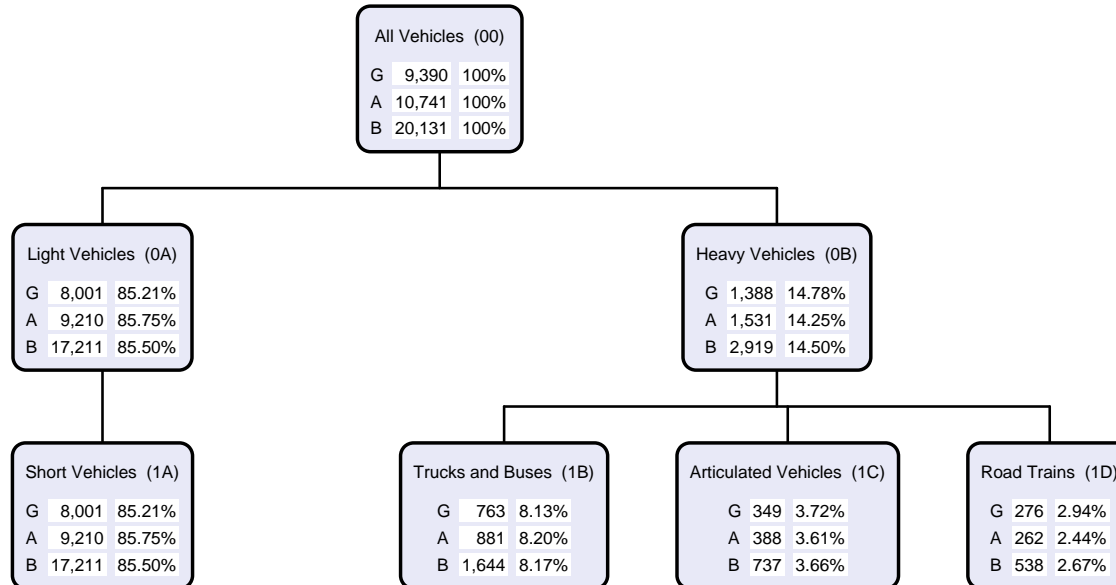 All Vehicles (00)
G 9,390 100%
A 10,741 100%
B 20,131 100%
Light Vehicles (0A)
G 8,001 85.21%
A 9,210 85.75%
B 17,211 85.50%
Heavy Vehicles (0B)
G 1,388 14.78%
A 1,531 14.25%
B 2,919 14.50%
Short Vehicles (1A)
G 8,001 85.21%
A 9,210 85.75%
B 17,211 85.50%
Trucks and Buses (1B)
G 763 8.13%
A 881 8.20%
B 1,644 8.17%
Articulated Vehicles (1C)
G 349 3.72%
A 388 3.61%
B 737 3.66%
Road Trains (1D)
G 276 2.94%
A 262 2.44%
B 538 2.67%